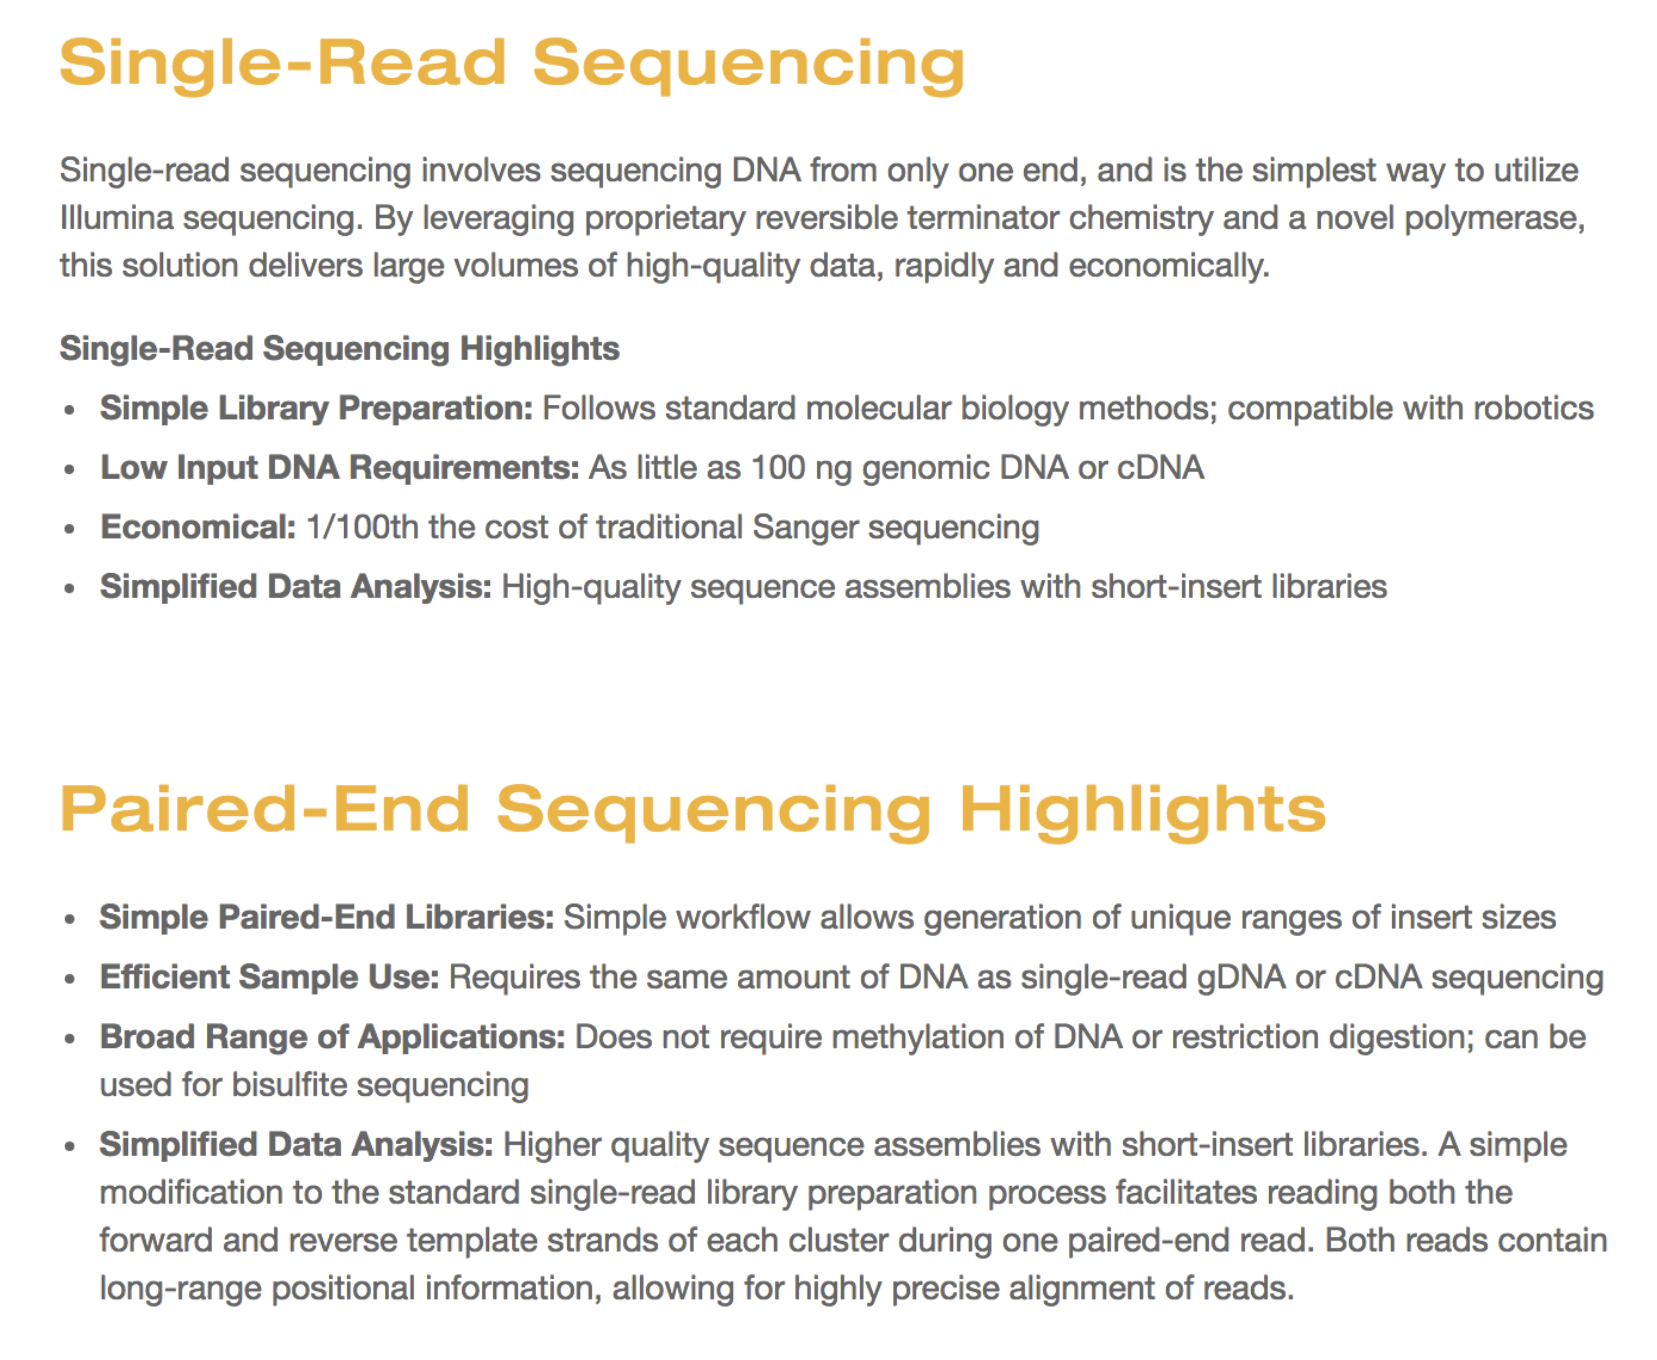 Single-Read Sequencing
Single-read sequencing involves sequencing DNA from only one end, and is the simplest way to utilize
Illumina sequencing. By leveraging proprietary reversible terminator chemistry and a novel polymerase,
this solution delivers large volumes of high-quality data, rapidly and economically.
Single-Read Sequencing Highlights
• Simple Library Preparation: Follows standard molecular biology methods; compatible with robotics
• Low Input DNA Requirements: As little as 100 ng genomic DNA or cDNA
• Economical: 1/100th the cost of traditional Sanger sequencing
• Simplified Data Analysis: High-quality sequence assemblies with short-insert libraries
Paired-End Sequencing Highlights
• Simple Paired-End Libraries: Simple workflow allows generation of unique ranges of insert sizes
• Efficient Sample Use: Requires the same amount of DNA as single-read gDNA or cDNA sequencing
• Broad Range of Applications: Does not require methylation of DNA or restriction digestion; can be
used for bisulfite sequencing
• Simplified Data Analysis: Higher quality sequence assemblies with short-insert libraries. A simple
modification to the standard single-read library preparation process facilitates reading both the
forward and reverse template strands of each cluster during one paired-end read. Both reads contain
long-range positional information, allowing for highly precise alignment of reads.